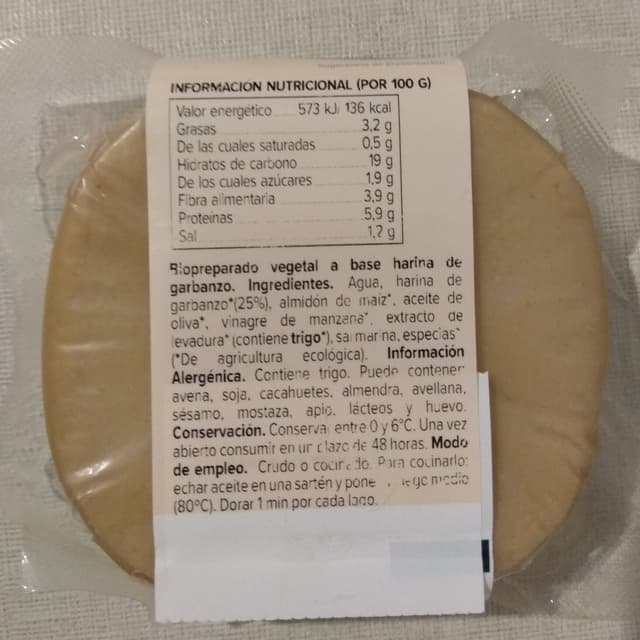 INFORMACIÓN NUTRICIONAL (POR 100 G)
Valor energético 573 kJ 136 kcal
Grasas 3,2 g
De las cuales saturadas 0,5 g
Hidratos de carbono 19 g
De los cuales azúcares 1,9 g
Fibra alimentaria 3,9 g
Proteínas 5,9 g
Sal 1,2 g
Biopreparado vegetal a base harina de
garbanzo. Ingredientes. Agua, harina de
garbanzo*(25%), almidón de maíz*, aceite de
oliva*, vinagre de manzana*, extracto de
levadura* (contiene trigo*), sal marina, especias*
(*De agricultura ecológica). Información
Alergénica. Contiene trigo. Puede contener
avena, soja, cacahuetes, almendra, avellana,
sésamo, mostaza, apio, lácteos y huevo.
Conservación. Conservar entre 0 y 6ºC. Una vez
abierto consumir en un plazo de 48 horas. Modo
de empleo. Crudo o cocinado. Para cocinarlo:
echar aceite en una sartén y pone fuego medio
(80ºC). Dorar 1 min por cada lado.